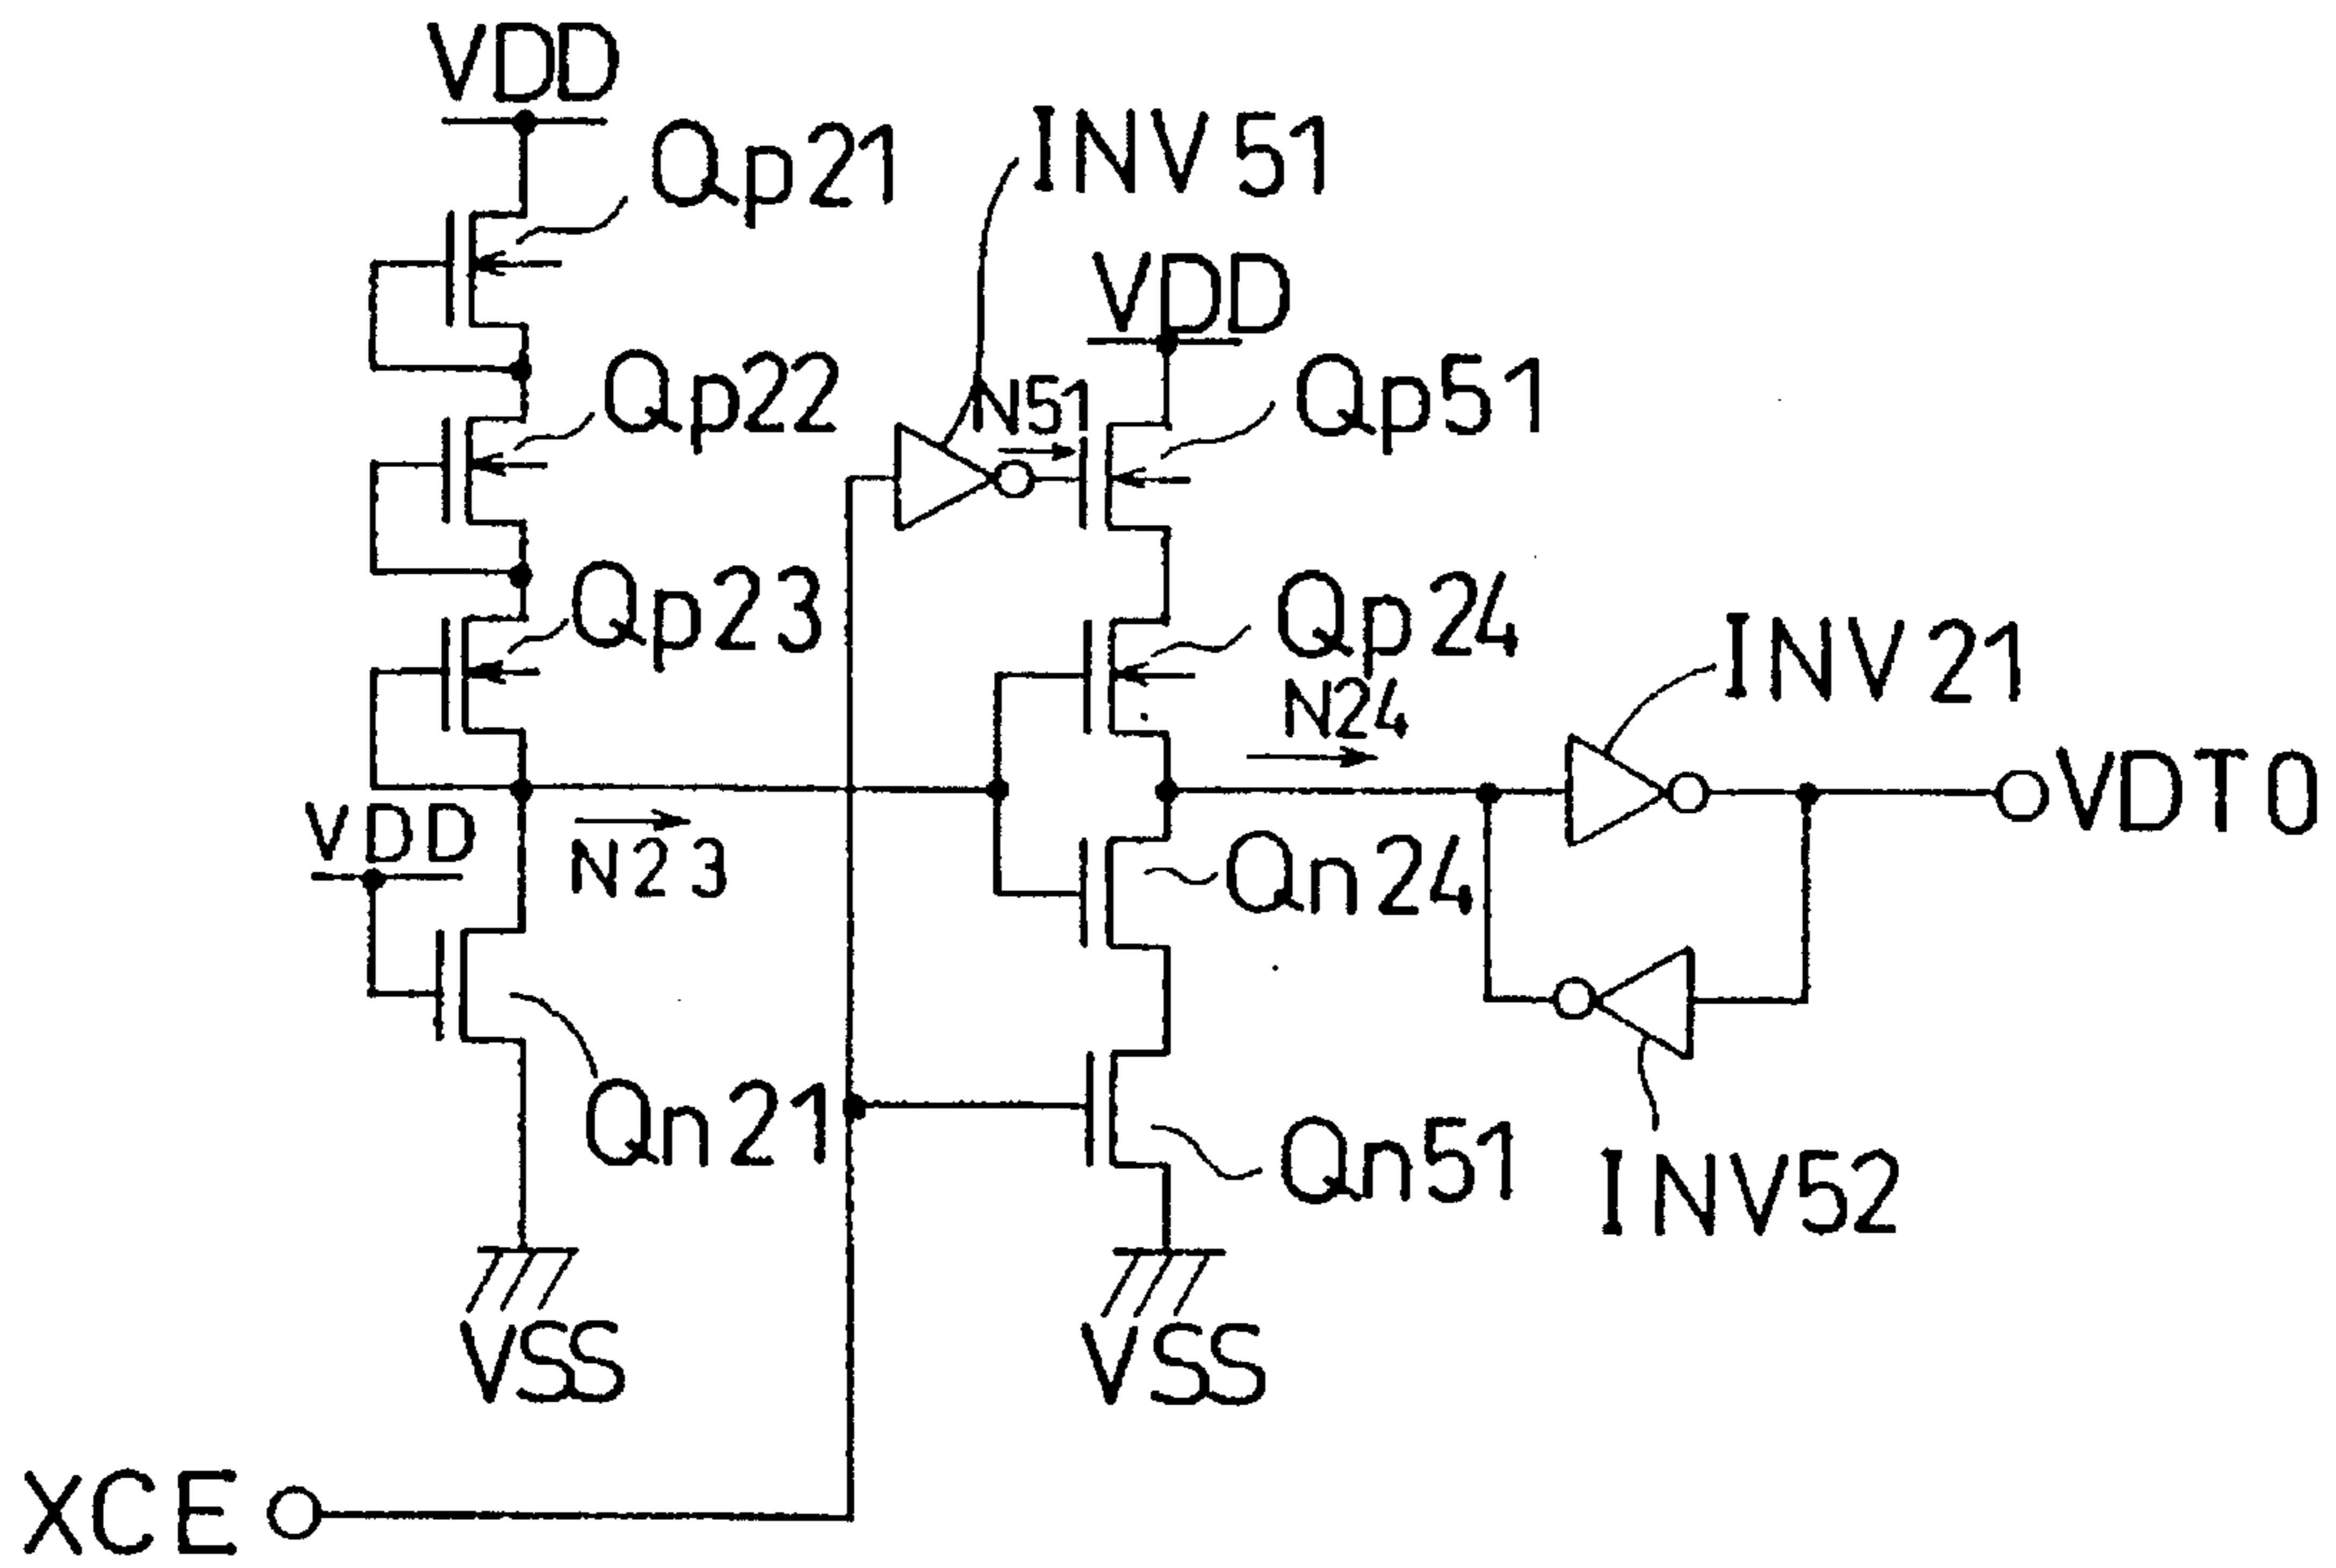 VDD
Qp21
INV51
VDD
Qp22
N51
Qp51
Qp23
Qp24
INV21
N24
VDD
VDT0
N23
Qn24
Qn21
Qn51
INV52
VSS
VSS
XCE